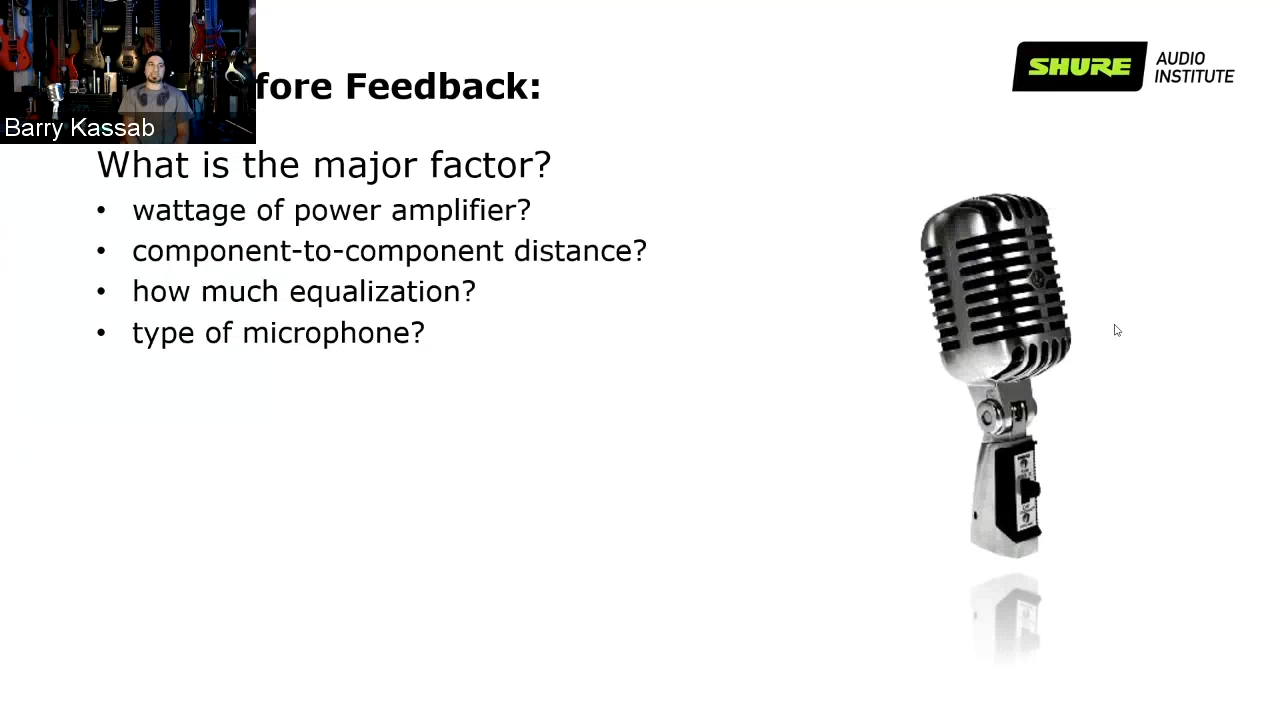 fore Feedback:
SHURE AUDIO
INSTITUTE
Barry Kassab
What is the major factor?
• wattage of power amplifier?
• component-to-component distance?
• how much equalization?
• type of microphone?